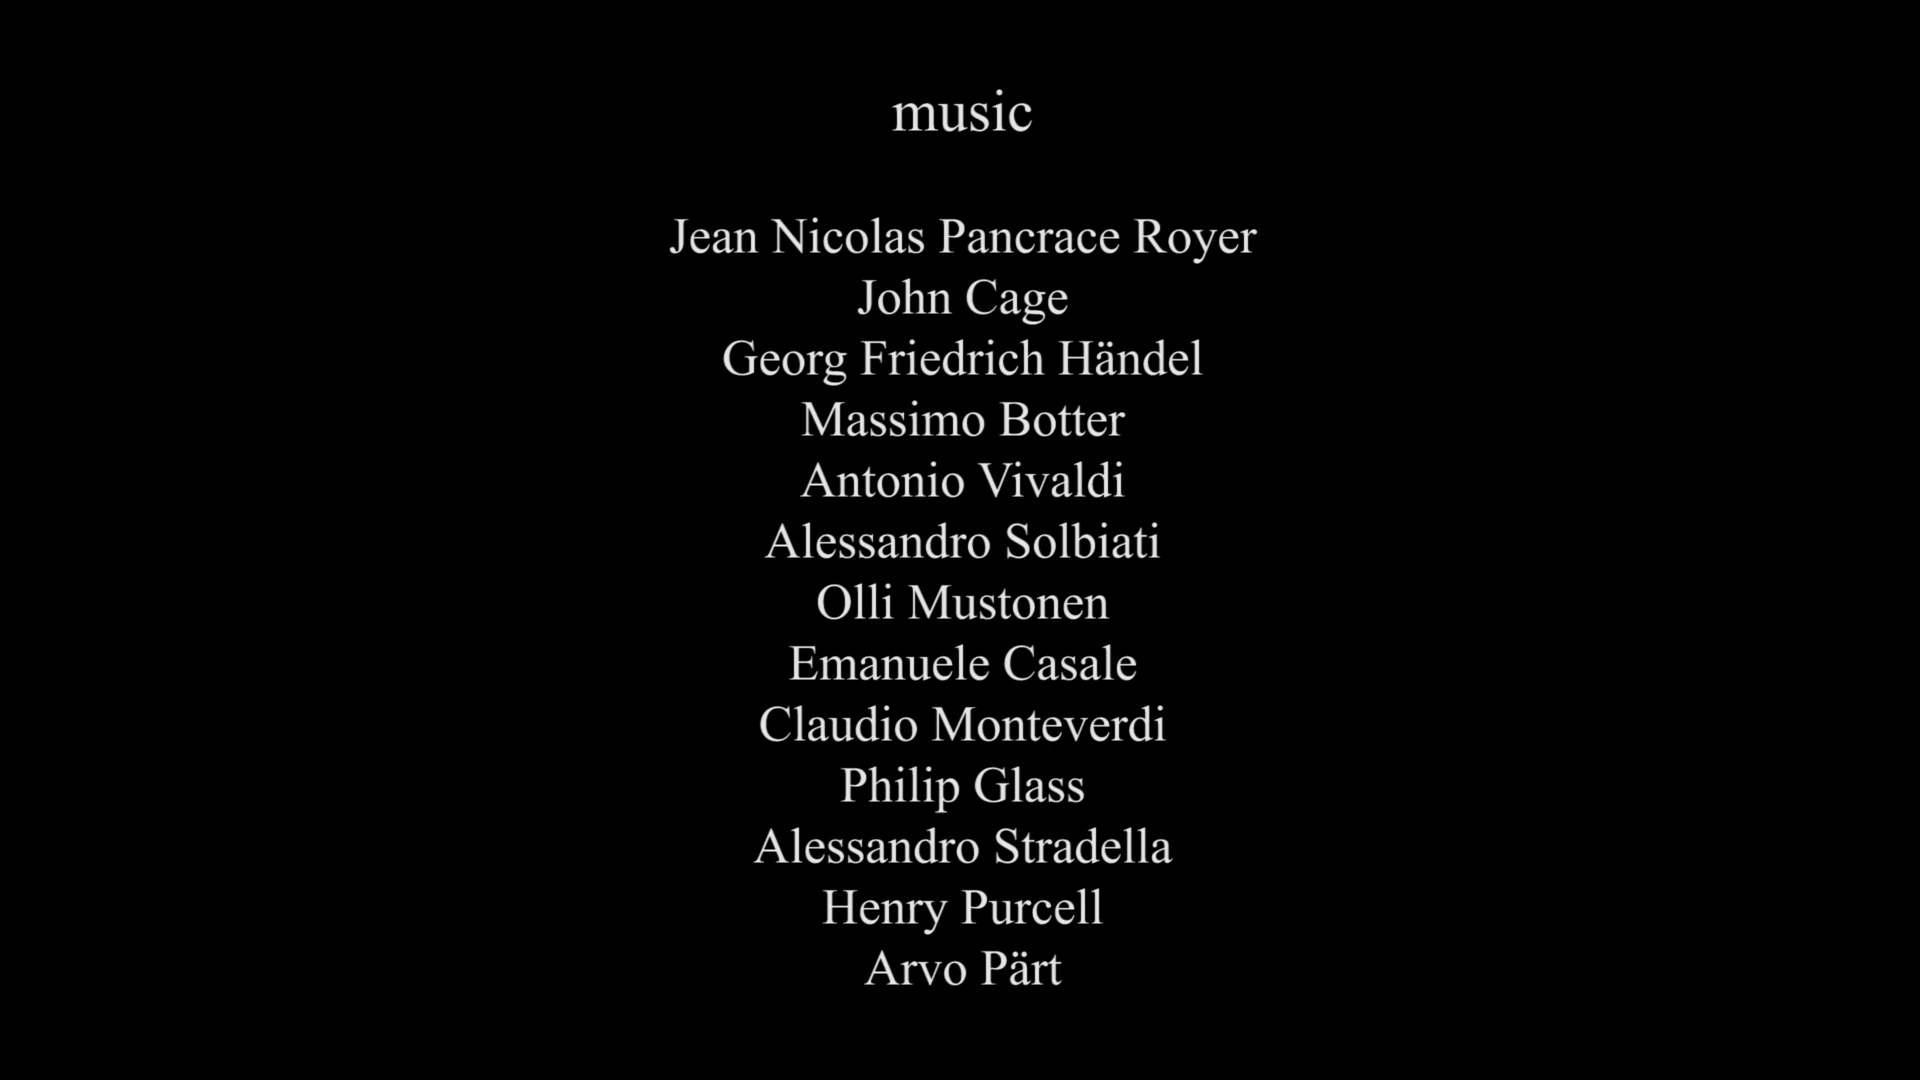 music
Jean Nicolas Pancrace Royer
John Cage
Georg Friedrich Händel
Massimo Botter
Antonio Vivaldi
Alessandro Solbiati
Olli Mustonen
Emanuele Casale
Claudio Monteverdi
Philip Glass
Alessandro Stradella
Henry Purcell
Arvo Pärt